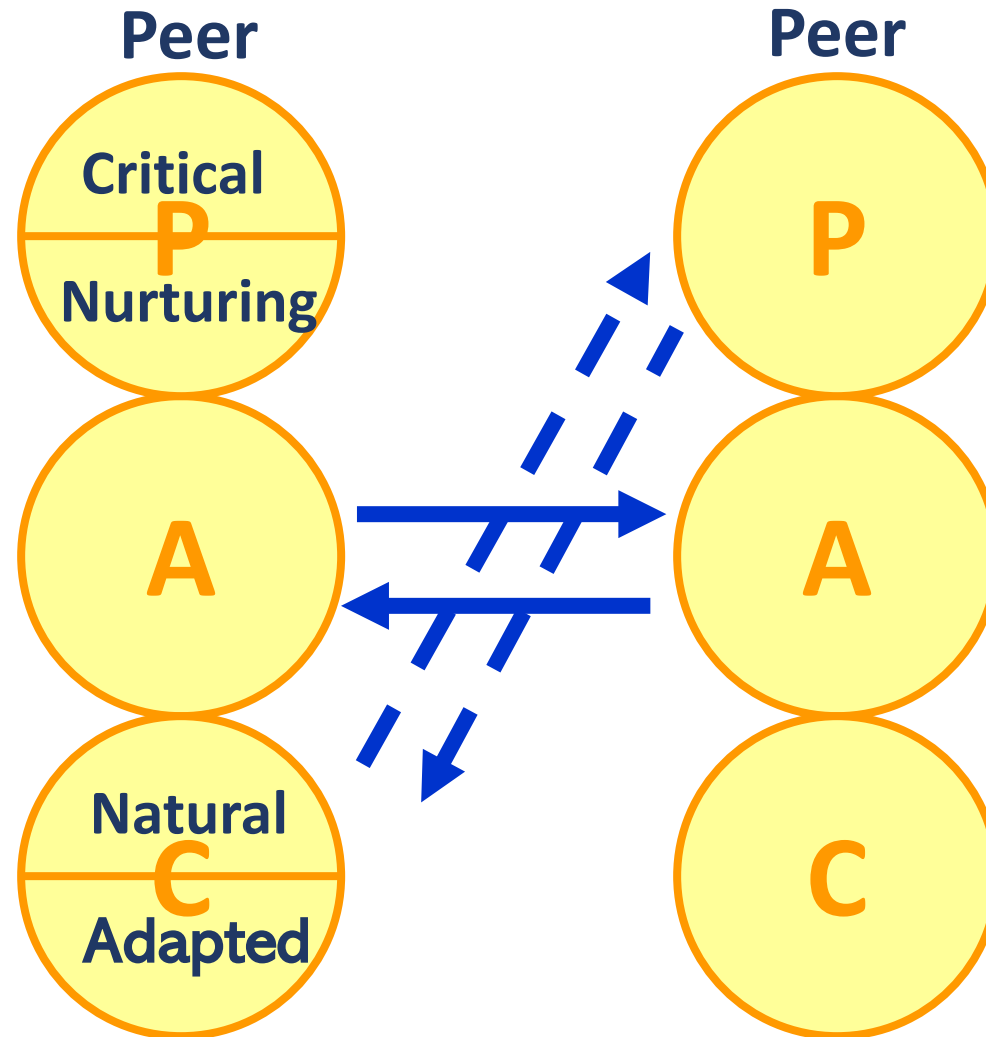 Peer
Critical
P
Nurturing
A
Natural
C
Adapted
Peer
P
A
C